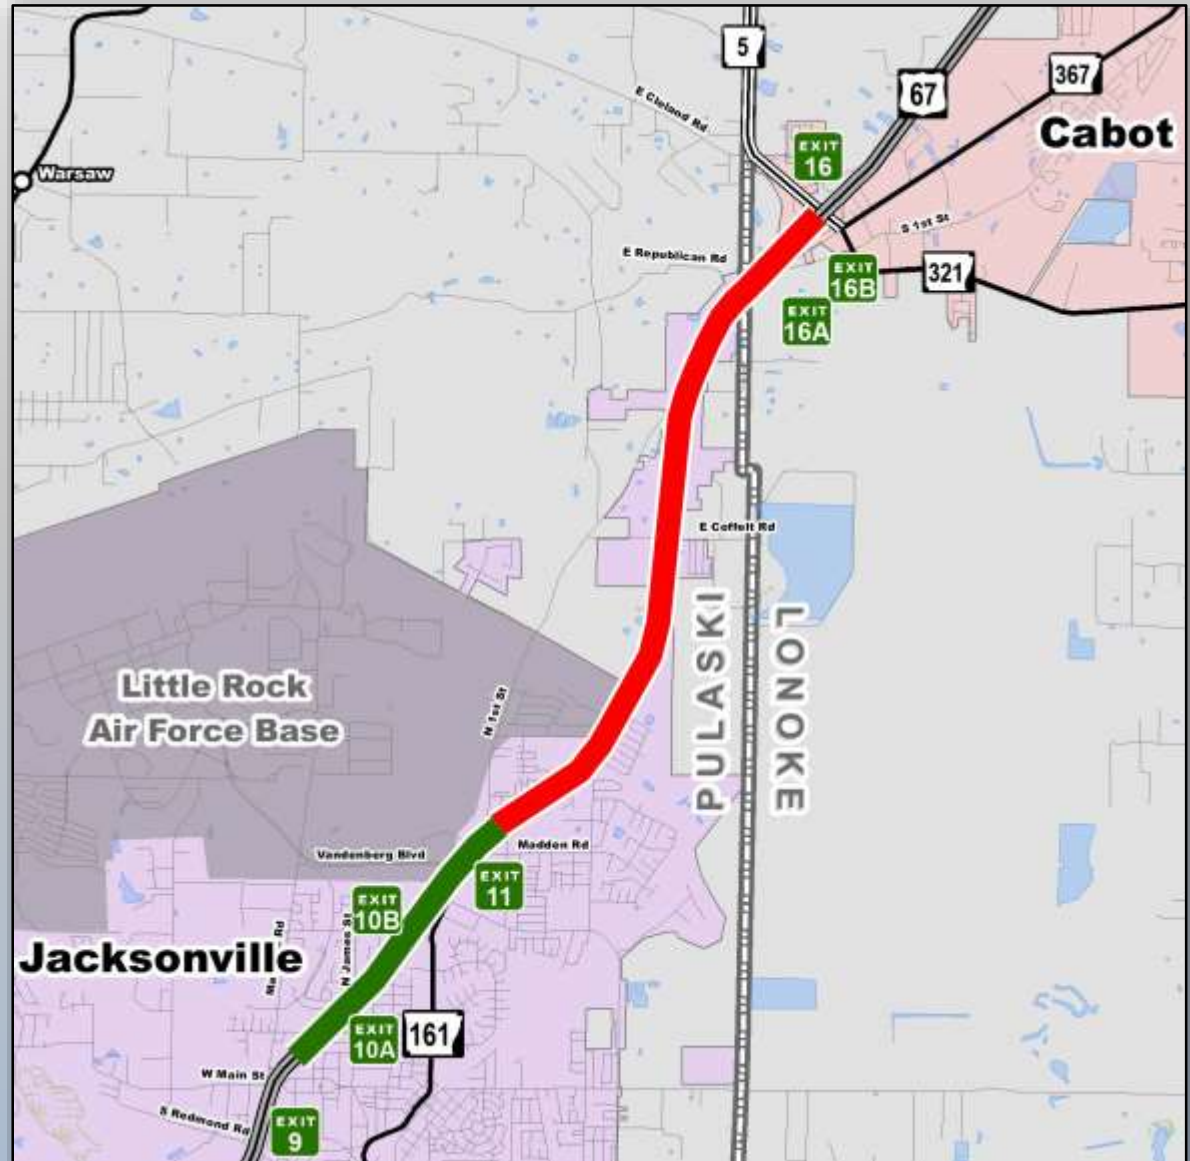 5
67
367
Cabot
E Cleland Rd
EXIT
16
Warsaw
S 1st St
E Republican Rd
EXIT
16B
321
EXIT
16A
E Coffelt Rd
PULASKI
LONOKE
Little Rock
Air Force Base
N 1st St
Madden Rd
Vandenberg Blvd
EXIT
11
EXIT
10B
N James St
Jacksonville
Rd
EXIT
10A
161
W Main St
S Redmond Rd
EXIT
9